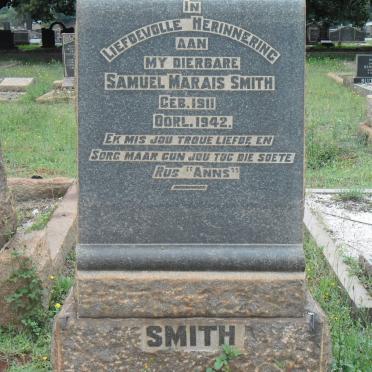 IN
LIEFDEVOLLE HERINNERING
AAN
MY DIERBARE
SAMUEL MARAIS SMITH
GEB. 1911
OORL. 1942.
EK MIS JOU TROUE LIEFDE, EN
SORG MAAR GUN JOU TOG DIE SOETE
RUS "ANNS"
SMITH